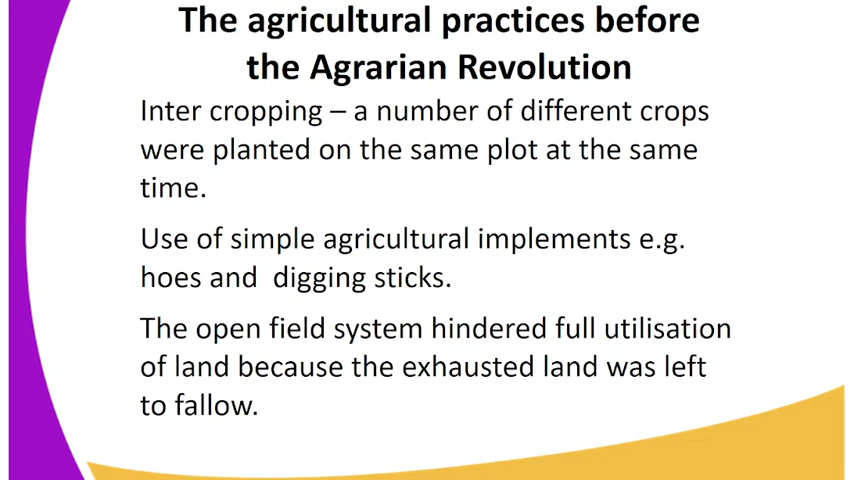 The agricultural practices before
the Agrarian Revolution
Inter cropping – a number of different crops
were planted on the same plot at the same
time.
Use of simple agricultural implements e.g.
hoes and  digging sticks.
The open field system hindered full utilisation
of land because the exhausted land was left
to fallow.